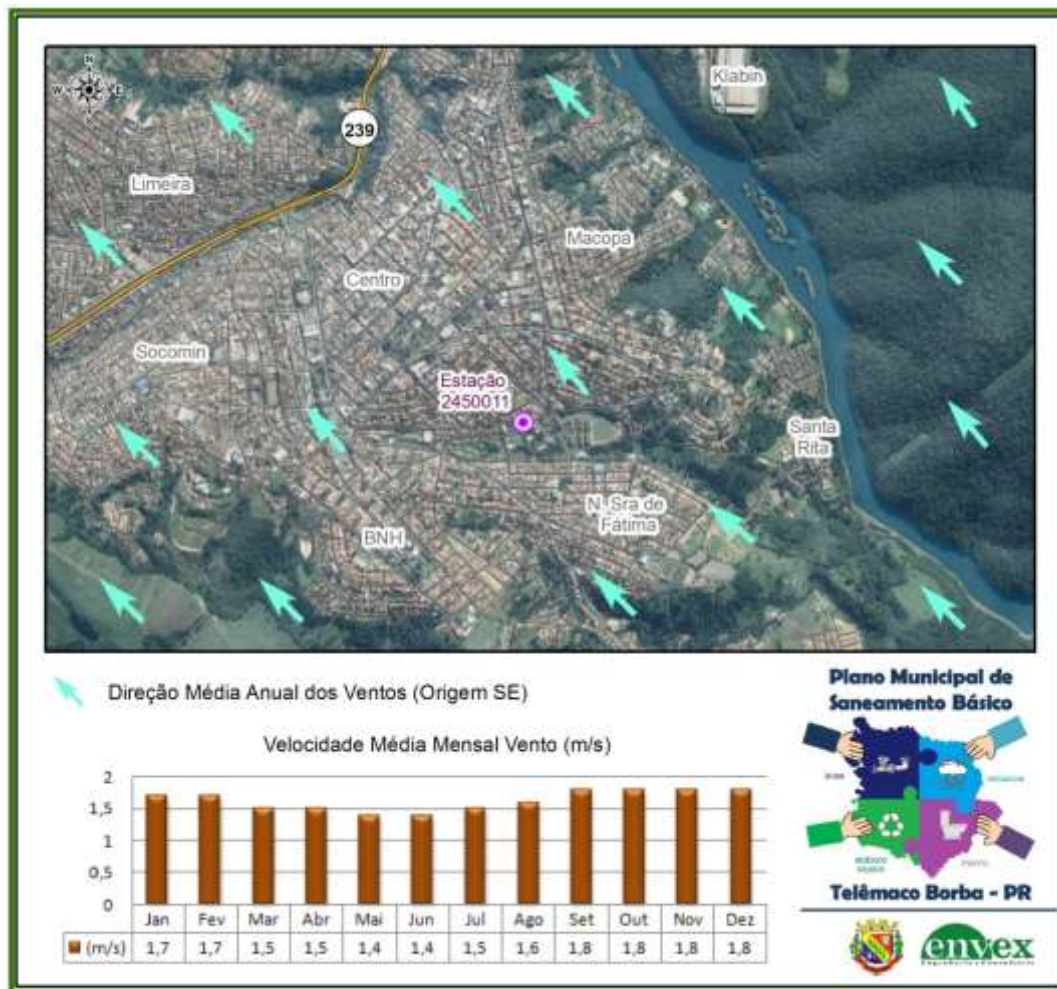 N
W E
239
Klabin
Limeira
Macopa
Centro
Socomin
Estação
2450011
Santa
Rita
N. Sra de
Fátima
BNH
Direção Média Anual dos Ventos (Origem SE)
Velocidade Média Mensal Vento (m/s)
2
1,5
1
0,5
0
Jan Fev Mar Abr Mai Jun Jul Ago Set Out Nov Dez
(m/s) 1,7 1,7 1,5 1,5 1,4 1,4 1,5 1,6 1,8 1,8 1,8 1,8
Plano Municipal de
Saneamento Básico
Telêmaco Borba - PR
envex